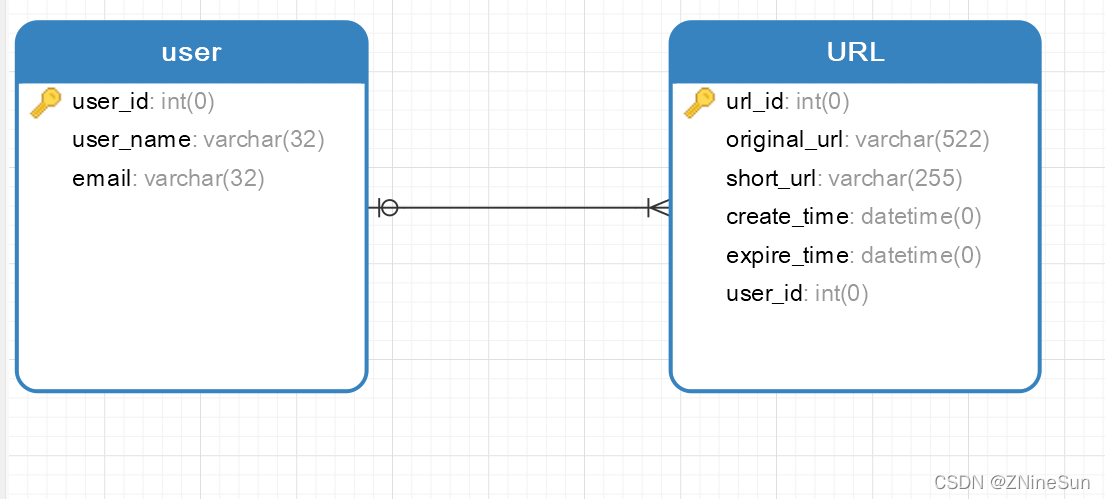 user
user_id: int(0)
user_name: varchar(32)
email: varchar(32)
URL
url_id: int(0)
original_url: varchar(522)
short_url: varchar(255)
create_time: datetime(0)
expire_time: datetime(0)
user_id: int(0)
CSDN @ZNineSun